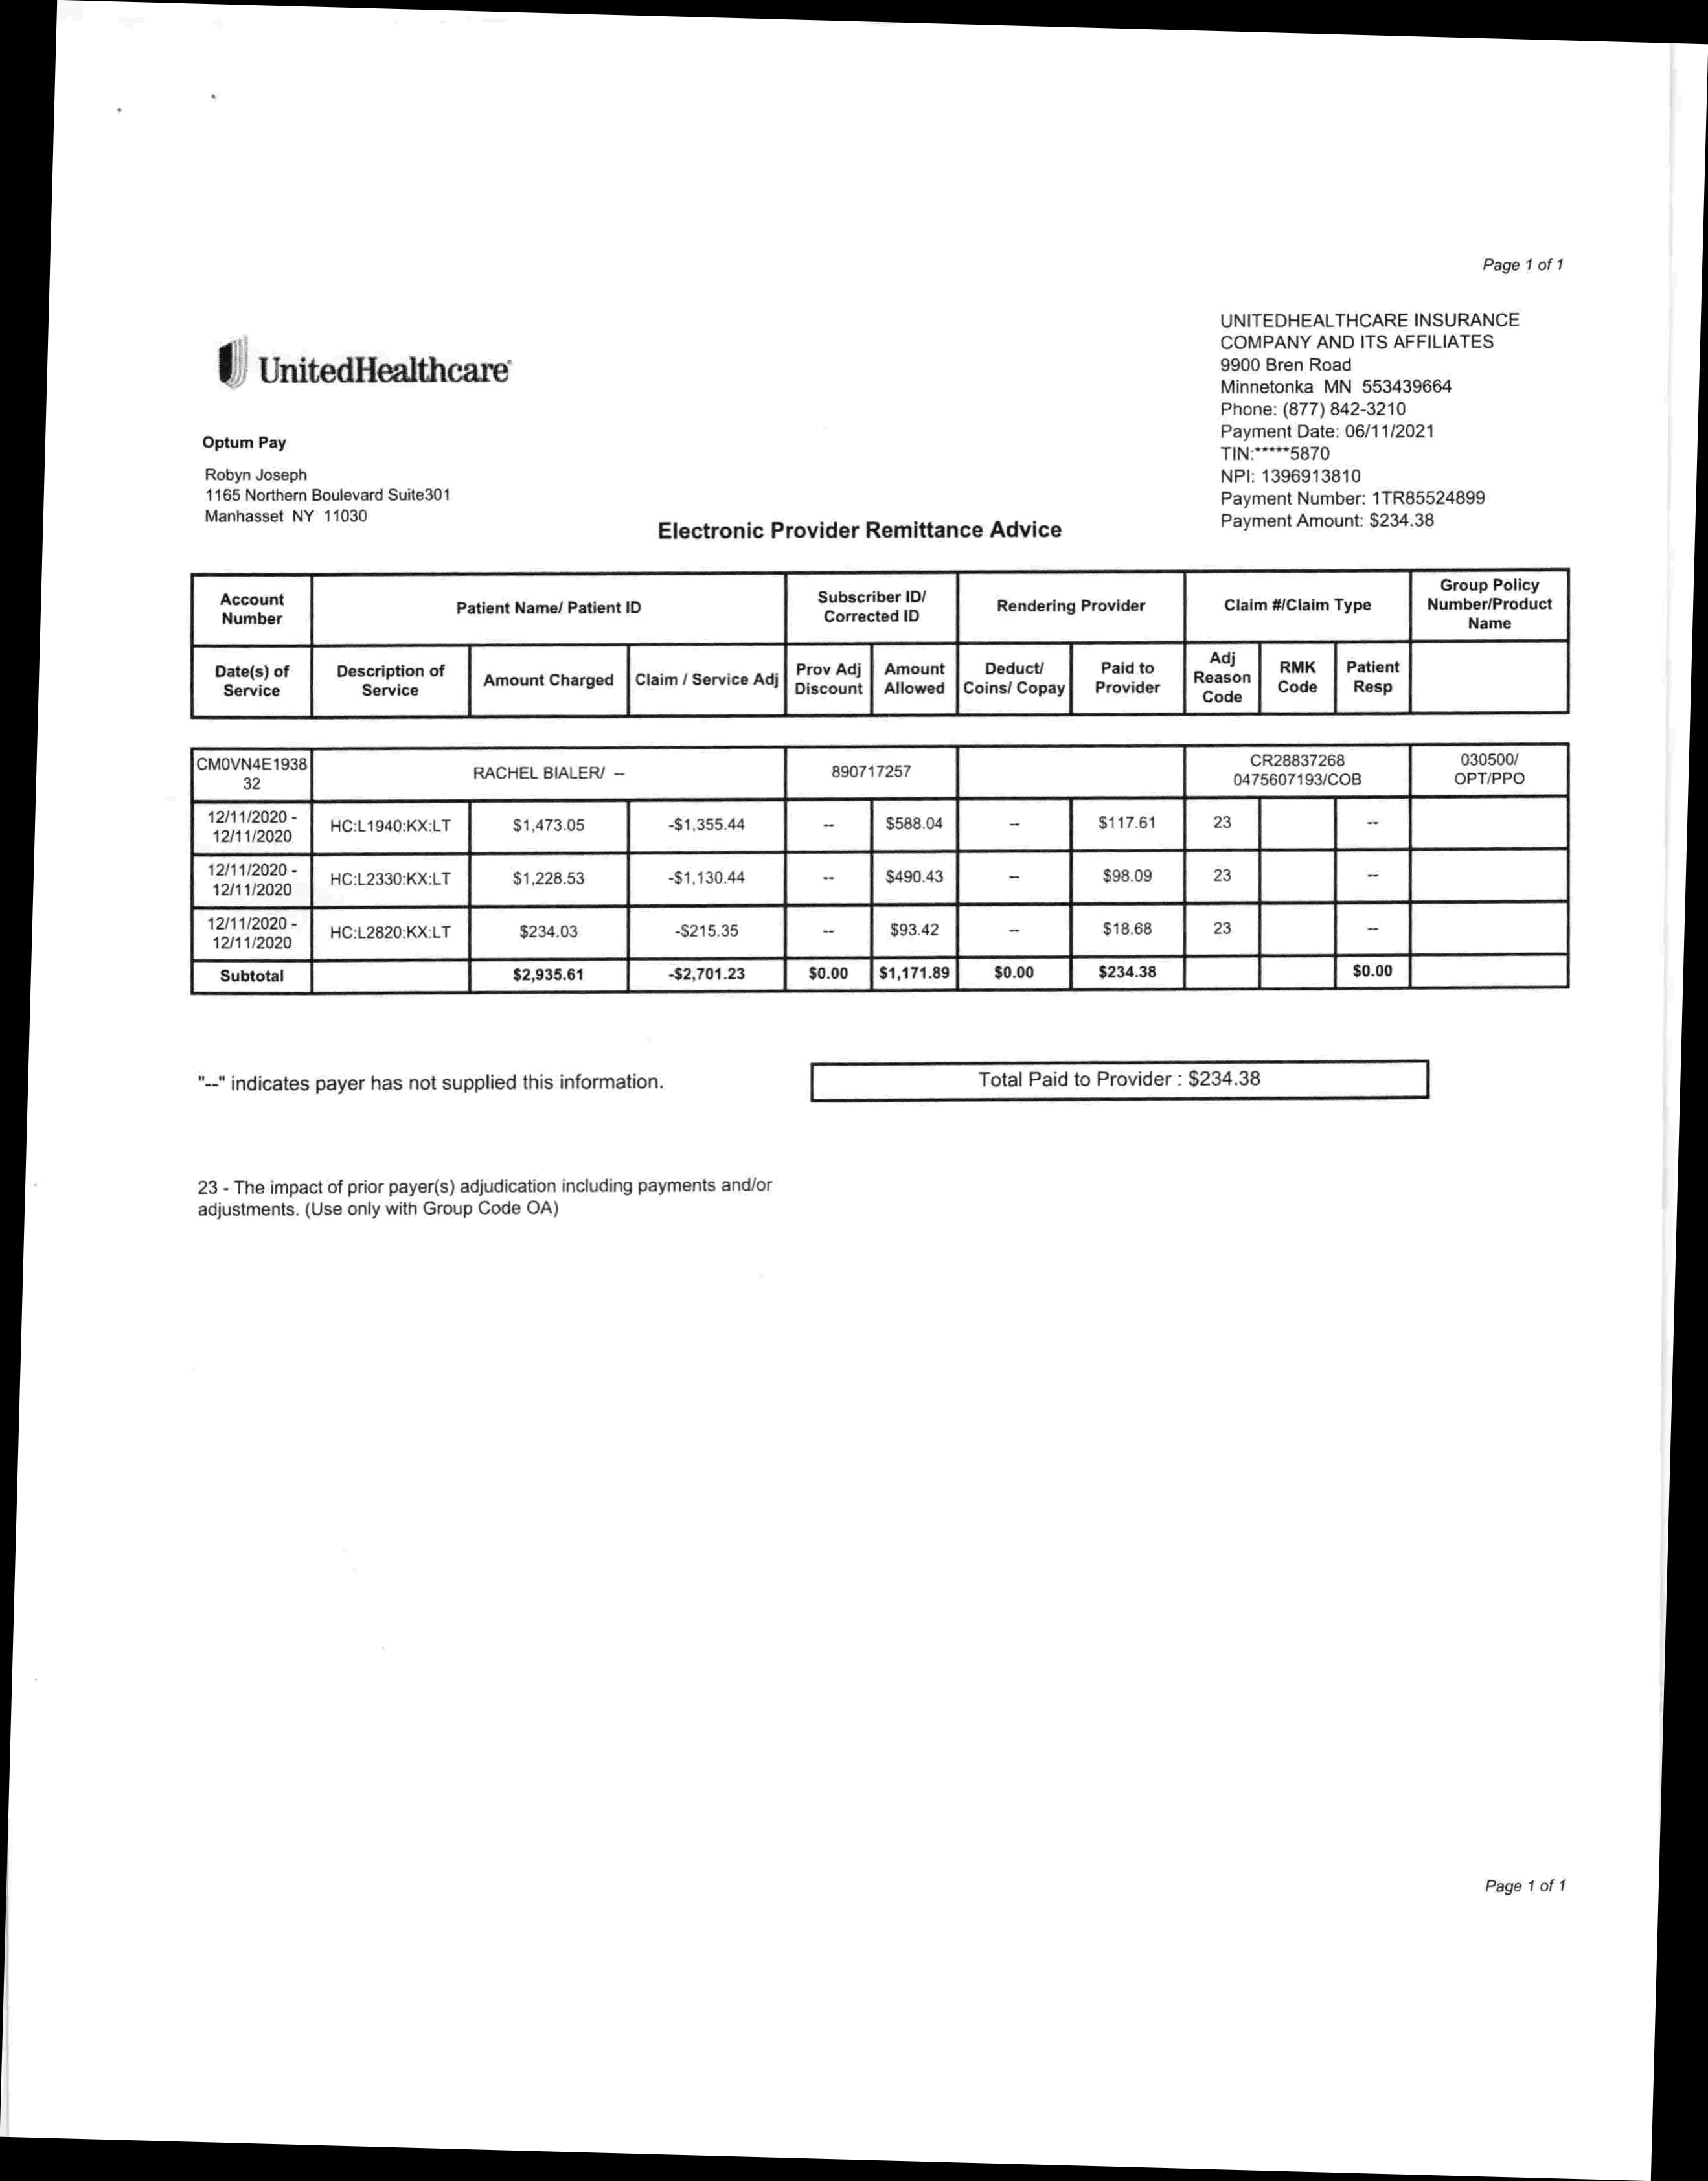 Page 1 of 1
UnitedHealthcare
UNITEDHEALTHCARE INSURANCE
COMPANY AND ITS AFFILIATES
9900 Bren Road
Minnetonka MN 553439664
Phone: (877) 842-3210
Payment Date: 06/11/2021
TIN:*****5870
NPI: 1396913810
Payment Number: 1TR85524899
Payment Amount: $234.38
Optum Pay
Robyn Joseph
1165 Northern Boulevard Suite301
Manhasset NY 11030
Electronic Provider Remittance Advice
Account Number Patient Name/ Patient ID Subscriber ID/ Corrected ID Rendering Provider Claim #/Claim Type Group Policy Number/Product Name
Date(s) of Service Description of Service Amount Charged Claim / Service Adj Prov Adj Discount Amount Allowed Deduct/ Coins/ Copay Paid to Provider Adj Reason Code RMK Code Patient Resp
CM0VN4E1938 32 RACHEL BIALER/ -- 890717257 CR28837268 0475607193/COB 030500/ OPT/PPO
12/11/2020 - 12/11/2020 HC:L1940:KX:LT $1,473.05 -$1,355.44 -- $588.04 -- $117.61 23 --
12/11/2020 - 12/11/2020 HC:L2330:KX:LT $1,228.53 -$1,130.44 -- $490.43 -- $98.09 23 --
12/11/2020 - 12/11/2020 HC:L2820:KX:LT $234.03 -$215.35 -- $93.42 -- $18.68 23 --
Subtotal $2,935.61 -$2,701.23 $0.00 $1,171.89 $0.00 $234.38 $0.00
"--" indicates payer has not supplied this information.
Total Paid to Provider : $234.38
23 - The impact of prior payer(s) adjudication including payments and/or
adjustments. (Use only with Group Code OA)
Page 1 of 1